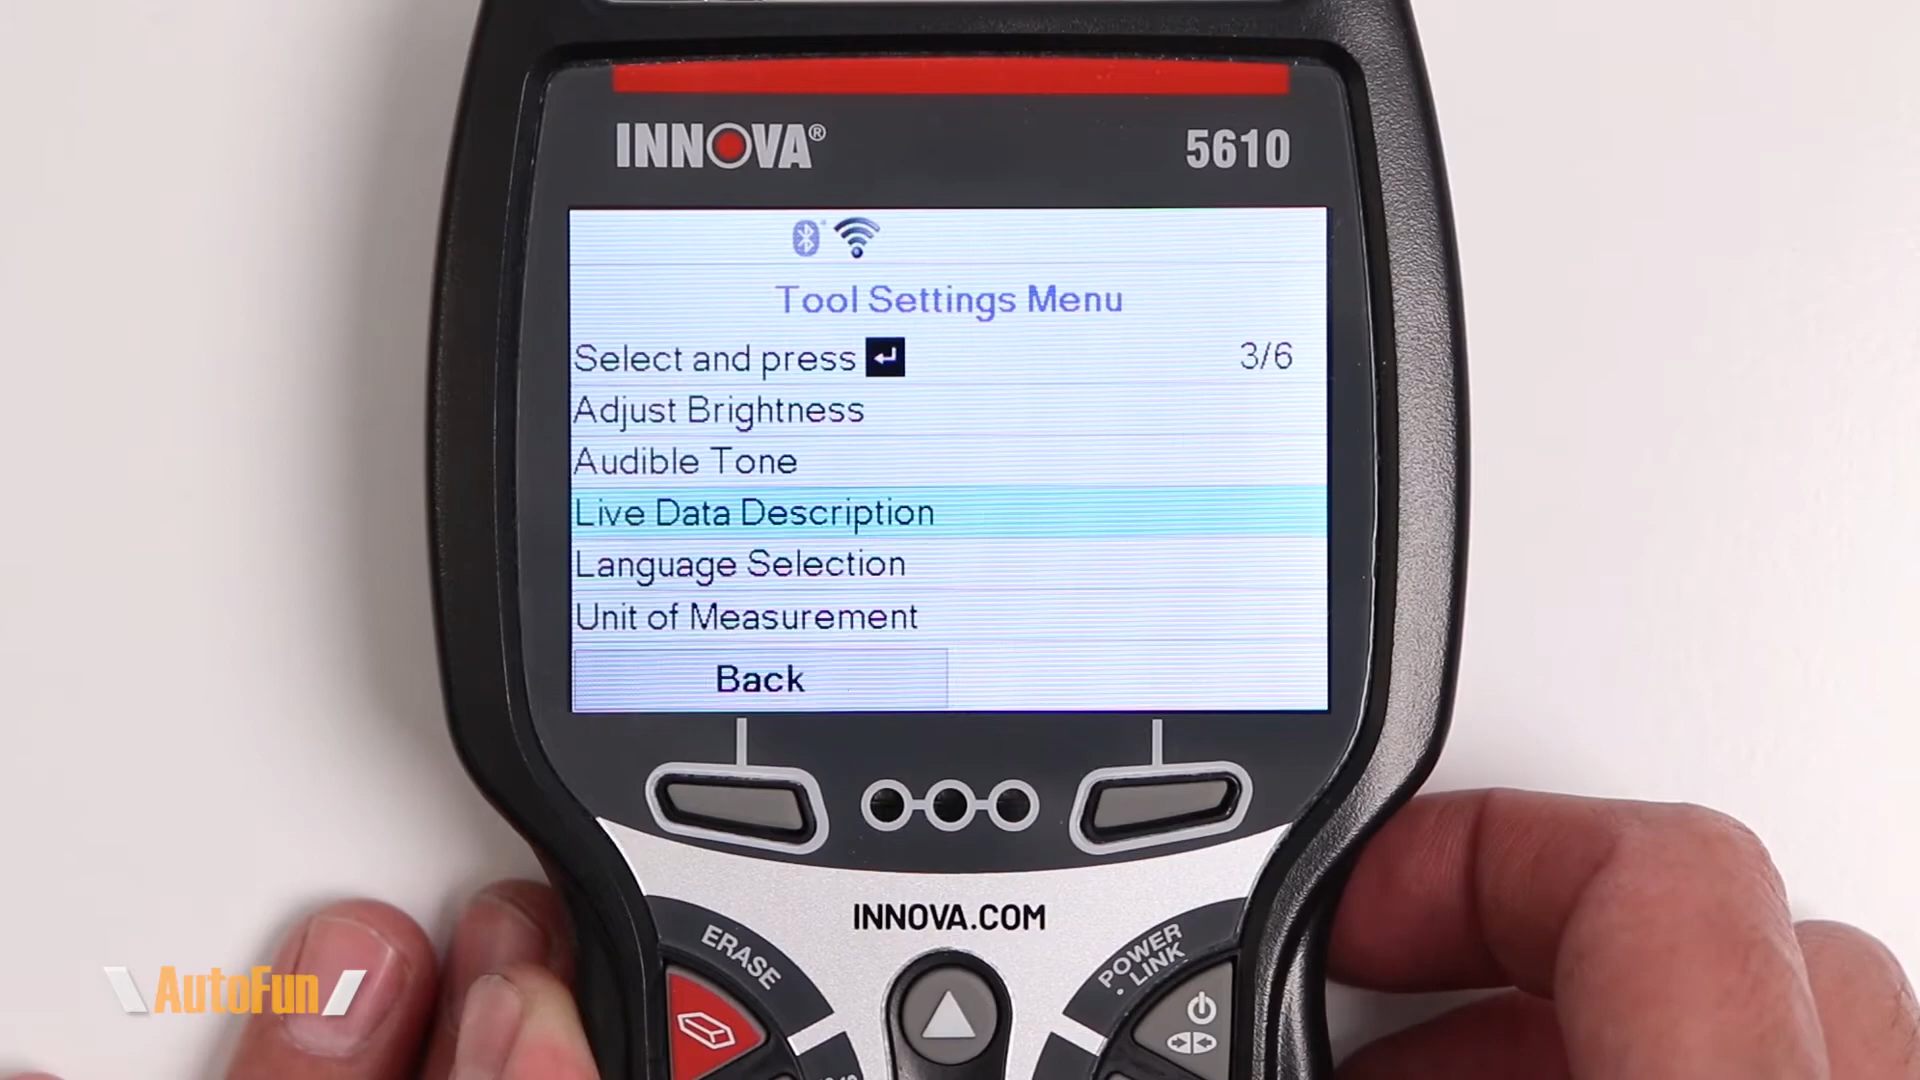 INNOVA®
5610
Tool Settings Menu
Select and press
3/6
Adjust Brightness
Audible Tone
Live Data Description
Language Selection
Unit of Measurement
Back
INNOVA.COM
ERASE
POWER
• LINK
AutoFun